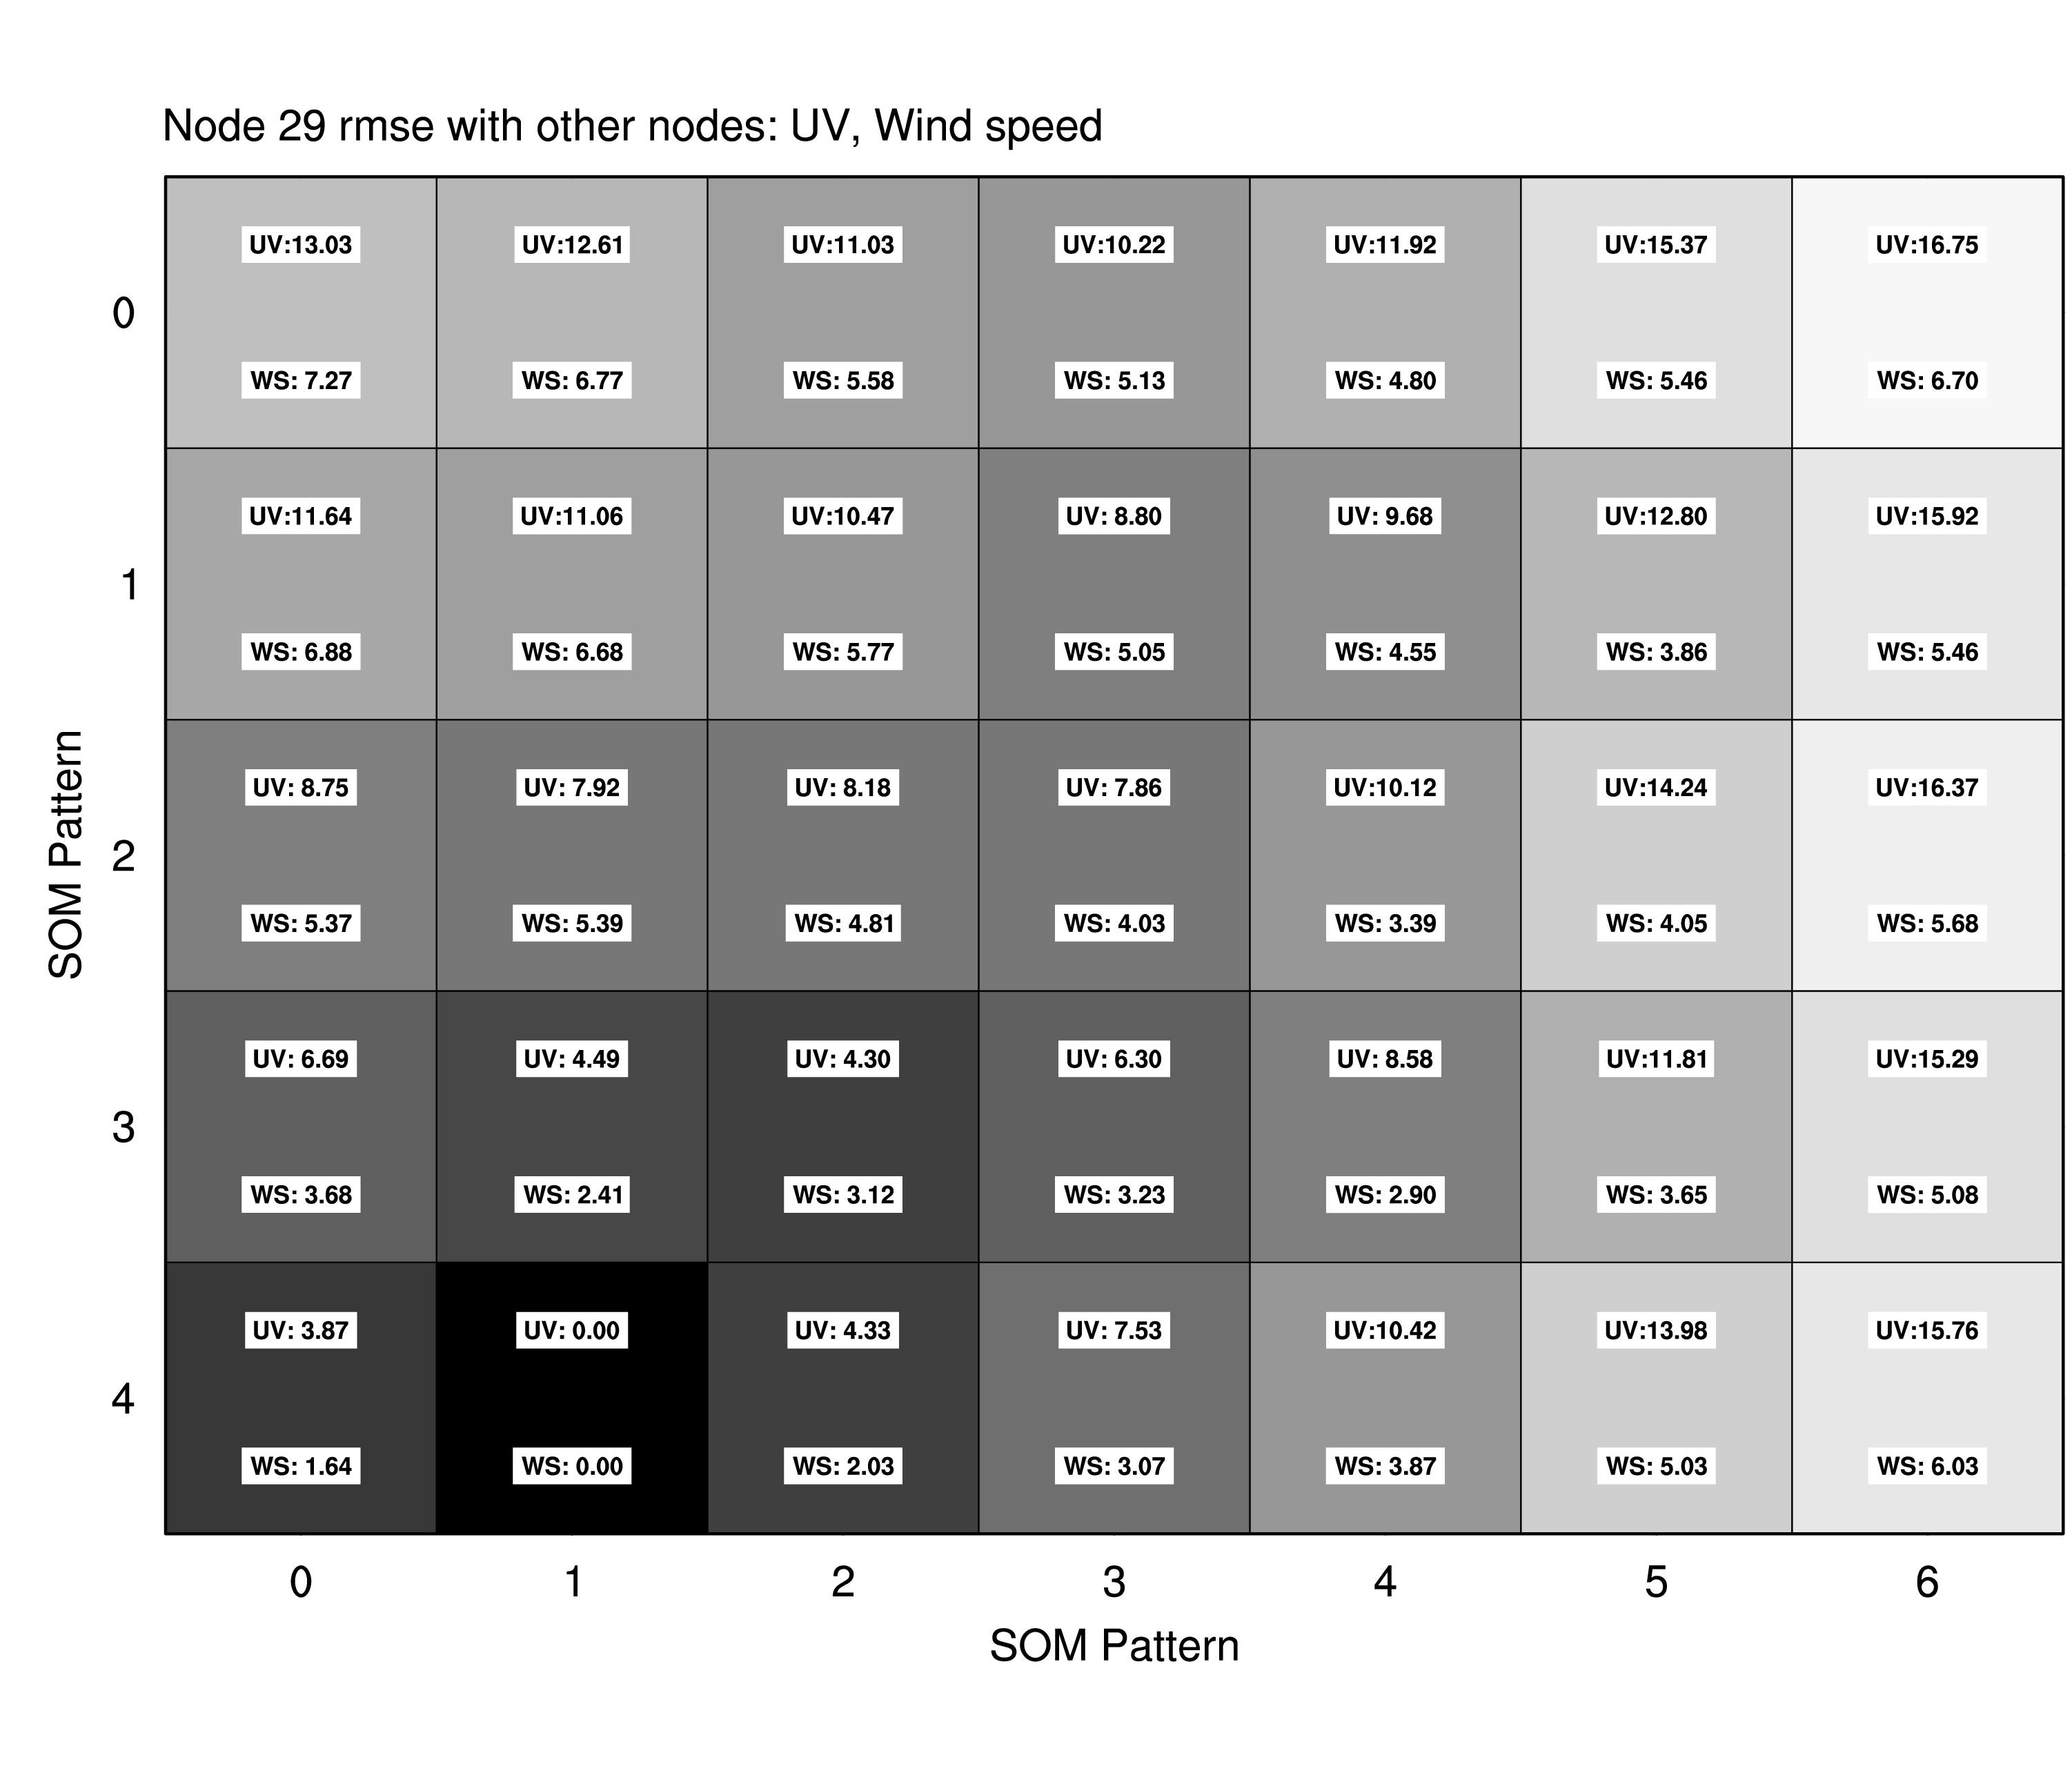 Node 29 rmse with other nodes: UV, Wind speed
UV:13.03 UV:12.61 UV:11.03 UV:10.22 UV:11.92 UV:15.37 UV:16.75
0
WS: 7.27 WS: 6.77 WS: 5.58 WS: 5.13 WS: 4.80 WS: 5.46 WS: 6.70
UV:11.64 UV:11.06 UV:10.47 UV: 8.80 UV: 9.68 UV:12.80 UV:15.92
1
WS: 6.88 WS: 6.68 WS: 5.77 WS: 5.05 WS: 4.55 WS: 3.86 WS: 5.46
UV: 8.75 UV: 7.92 UV: 8.18 UV: 7.86 UV:10.12 UV:14.24 UV:16.37
2
SOM Pattern
WS: 5.37 WS: 5.39 WS: 4.81 WS: 4.03 WS: 3.39 WS: 4.05 WS: 5.68
UV: 6.69 UV: 4.49 UV: 4.30 UV: 6.30 UV: 8.58 UV:11.81 UV:15.29
3
WS: 3.68 WS: 2.41 WS: 3.12 WS: 3.23 WS: 2.90 WS: 3.65 WS: 5.08
UV: 3.87 UV: 0.00 UV: 4.33 UV: 7.53 UV:10.42 UV:13.98 UV:15.76
4
WS: 1.64 WS: 0.00 WS: 2.03 WS: 3.07 WS: 3.87 WS: 5.03 WS: 6.03
0 1 2 3 4 5 6
SOM Pattern